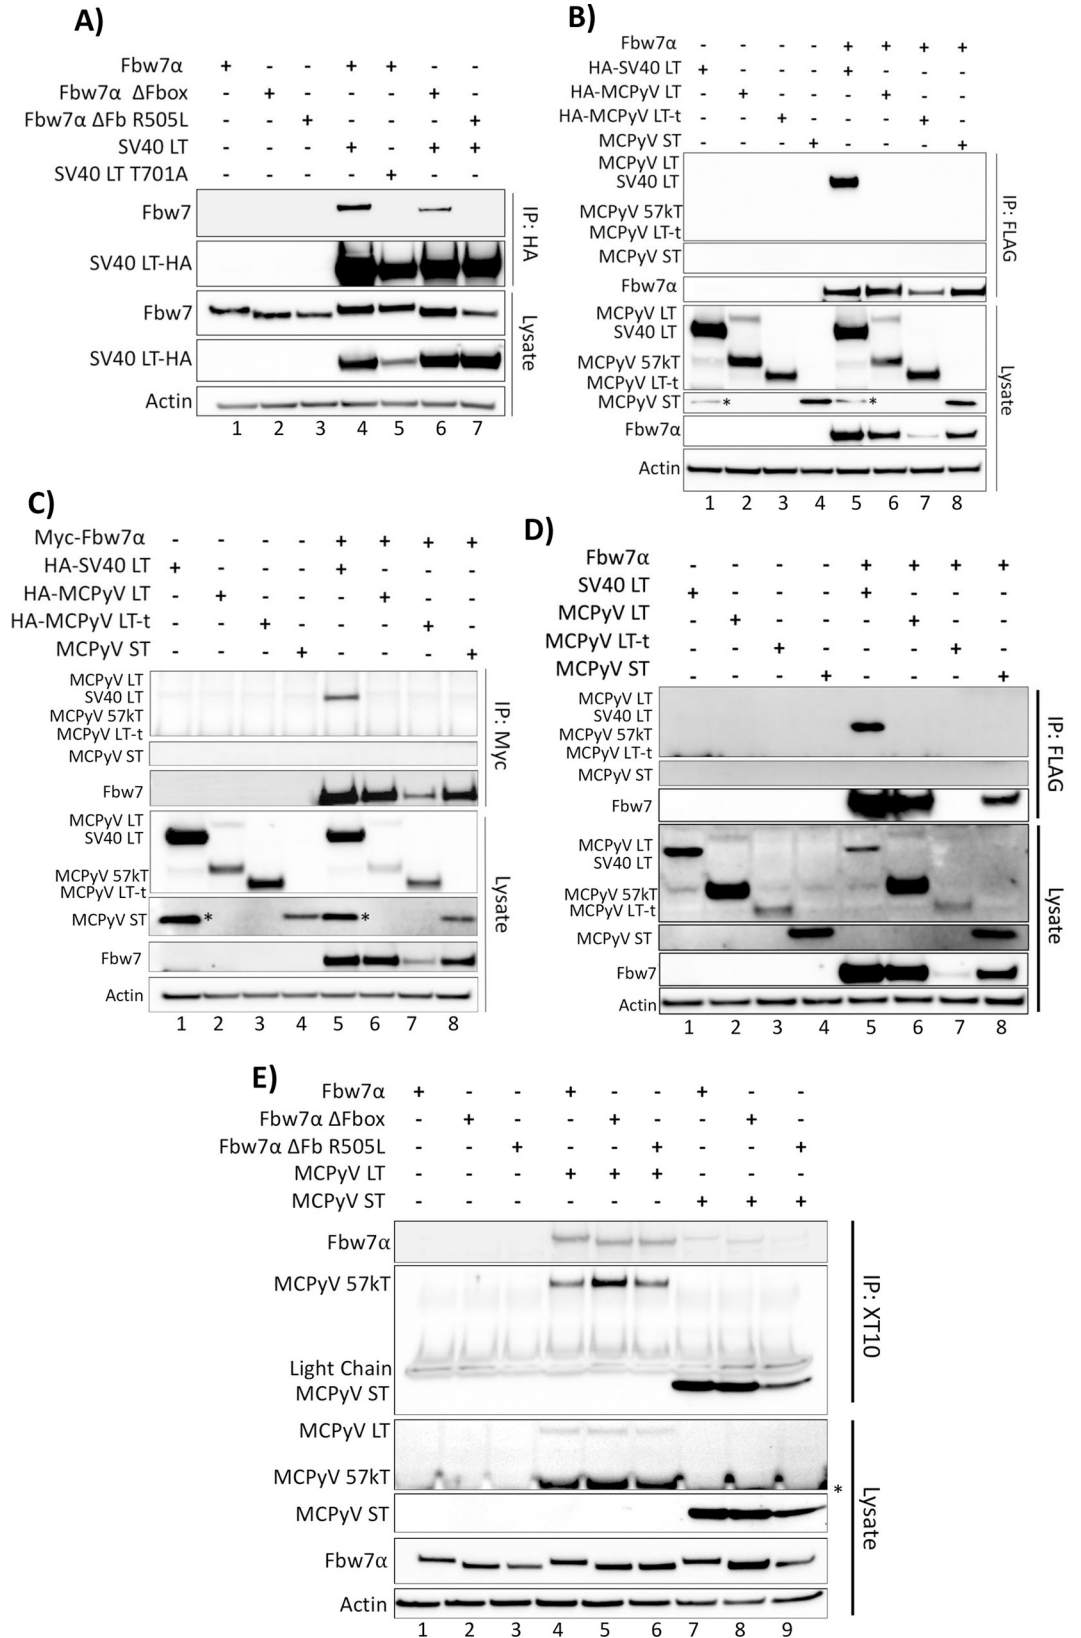 A)
Fbw7α + - - + + - -
Fbw7α ΔFbox - + - - - + -
Fbw7α ΔFb R505L - - + - - - +
SV40 LT - - - + - + +
SV40 LT T701A - - - - + - -
Fbw7
SV40 LT-HA
IP: HA
Fbw7
SV40 LT-HA
Actin
Lysate
1 2 3 4 5 6 7
B)
Fbw7α - - - - + + + +
HA-SV40 LT + - - - + - - -
HA-MCPyV LT - + - - - + - -
HA-MCPyV LT-t - - + - - - + -
MCPyV ST - - - + - - - +
MCPyV LT
SV40 LT
MCPyV 57kT
MCPyV LT-t
MCPyV ST
Fbw7α
IP: FLAG
MCPyV LT
SV40 LT
MCPyV 57kT
MCPyV LT-t
MCPyV ST * *
Fbw7α
Actin
Lysate
1 2 3 4 5 6 7 8
C)
Myc-Fbw7α - - - - + + + +
HA-SV40 LT + - - - + - - -
HA-MCPyV LT - + - - - + - -
HA-MCPyV LT-t - - + - - - + -
MCPyV ST - - - + - - - +
MCPyV LT
SV40 LT
MCPyV 57kT
MCPyV LT-t
MCPyV ST
Fbw7
IP: Myc
MCPyV LT
SV40 LT
MCPyV 57kT
MCPyV LT-t
MCPyV ST * *
Fbw7
Actin
Lysate
1 2 3 4 5 6 7 8
D)
Fbw7α - - - - + + + +
SV40 LT + - - - + - - -
MCPyV LT - + - - - + - -
MCPyV LT-t - - + - - - + -
MCPyV ST - - - + - - - +
MCPyV LT
SV40 LT
MCPyV 57kT
MCPyV LT-t
MCPyV ST
Fbw7
IP: FLAG
MCPyV LT
SV40 LT
MCPyV 57kT
MCPyV LT-t
MCPyV ST
Fbw7
Actin
Lysate
1 2 3 4 5 6 7 8
E)
Fbw7α + - - + - - + - -
Fbw7α ΔFbox - + - - + - - + -
Fbw7α ΔFb R505L - - + - - + - - +
MCPyV LT - - - + + + - - -
MCPyV ST - - - - - - + + +
Fbw7α
MCPyV 57kT
Light Chain
MCPyV ST
IP: XT10
MCPyV LT
MCPyV 57kT
*
MCPyV ST
Fbw7α
Actin
Lysate
1 2 3 4 5 6 7 8 9